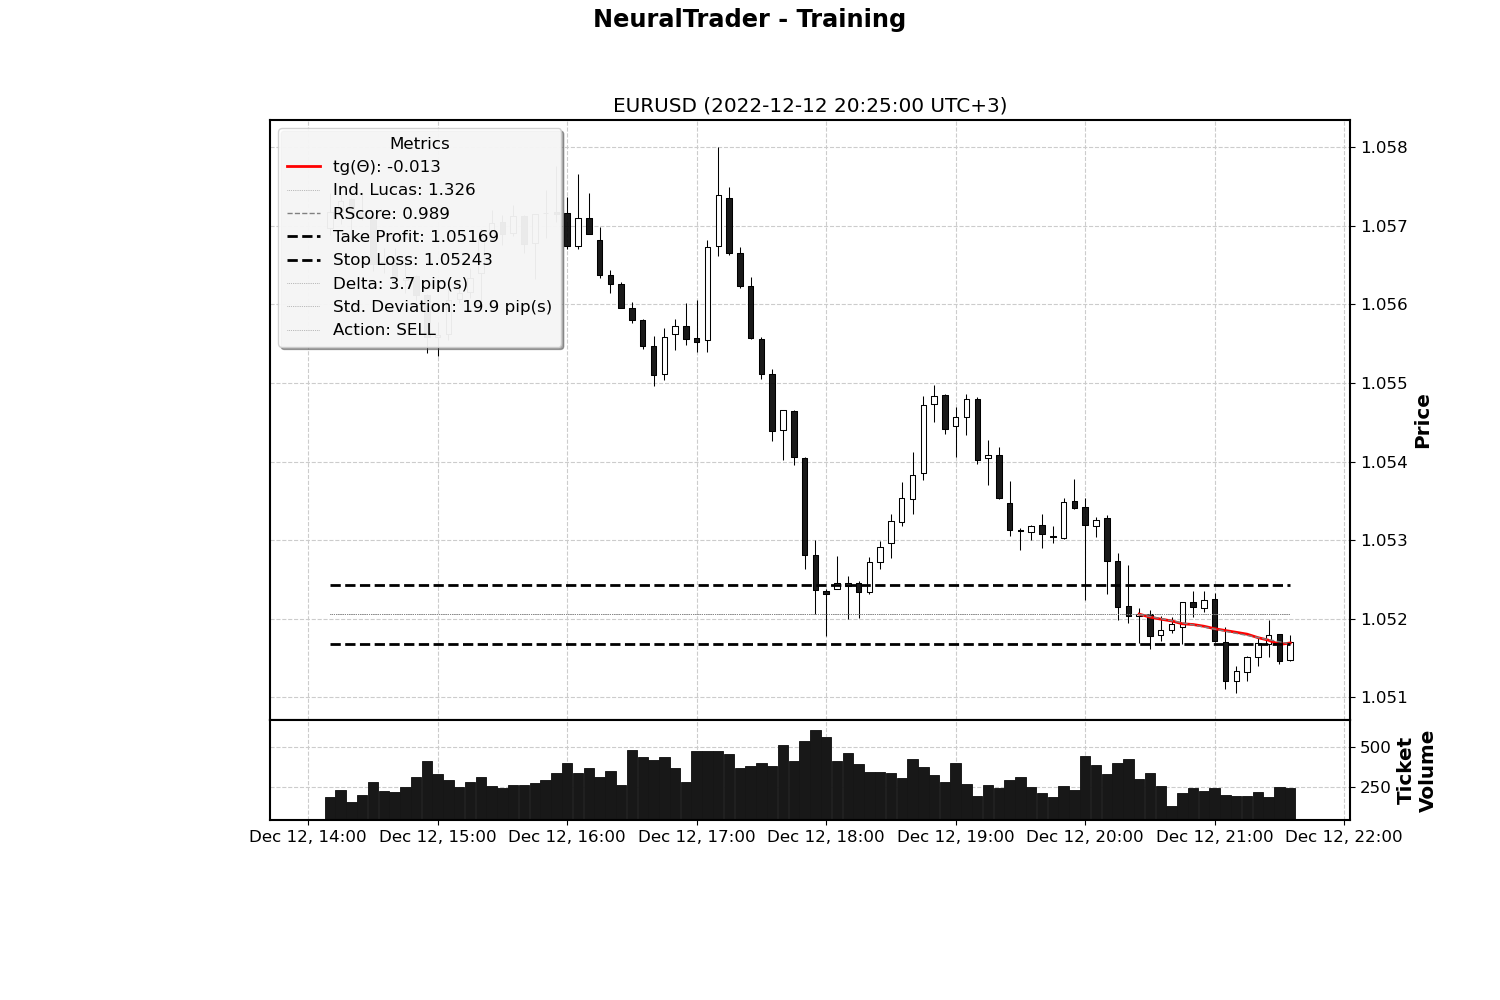 NeuralTrader - Training
EURUSD (2022-12-12 20:25:00 UTC+3)
Metrics
tg(Θ): -0.013
Ind. Lucas: 1.326
RScore: 0.989
Take Profit: 1.05169
Stop Loss: 1.05243
Delta: 3.7 pip(s)
Std. Deviation: 19.9 pip(s)
Action: SELL
1.058
1.057
1.056
1.055
1.054
1.053
1.052
1.051
Price
500
250
Ticket
Volume
Dec 12, 14:00
Dec 12, 15:00
Dec 12, 16:00
Dec 12, 17:00
Dec 12, 18:00
Dec 12, 19:00
Dec 12, 20:00
Dec 12, 21:00
Dec 12, 22:00